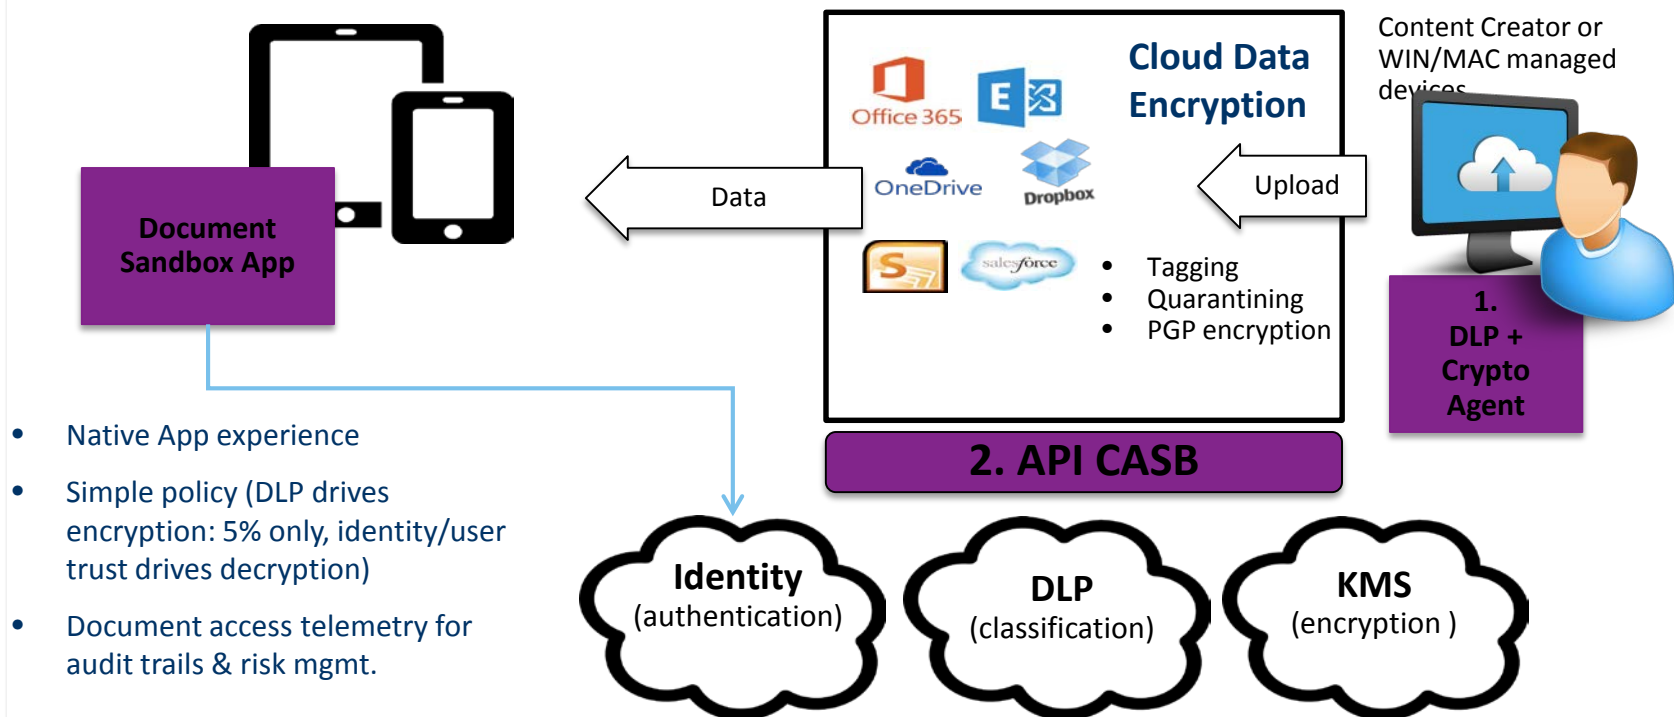 Content Creator or
WIN/MAC managed
devices
Cloud Data
Encryption
Office 365
E
OneDrive
Dropbox
S
salesforce
Data
Upload
• Tagging
• Quarantining
• PGP encryption
Document
Sandbox App
1.
DLP +
Crypto
Agent
2. API CASB
• Native App experience
• Simple policy (DLP drives
encryption: 5% only, identity/user
trust drives decryption)
• Document access telemetry for
audit trails & risk mgmt.
Identity
(authentication)
DLP
(classification)
KMS
(encryption )